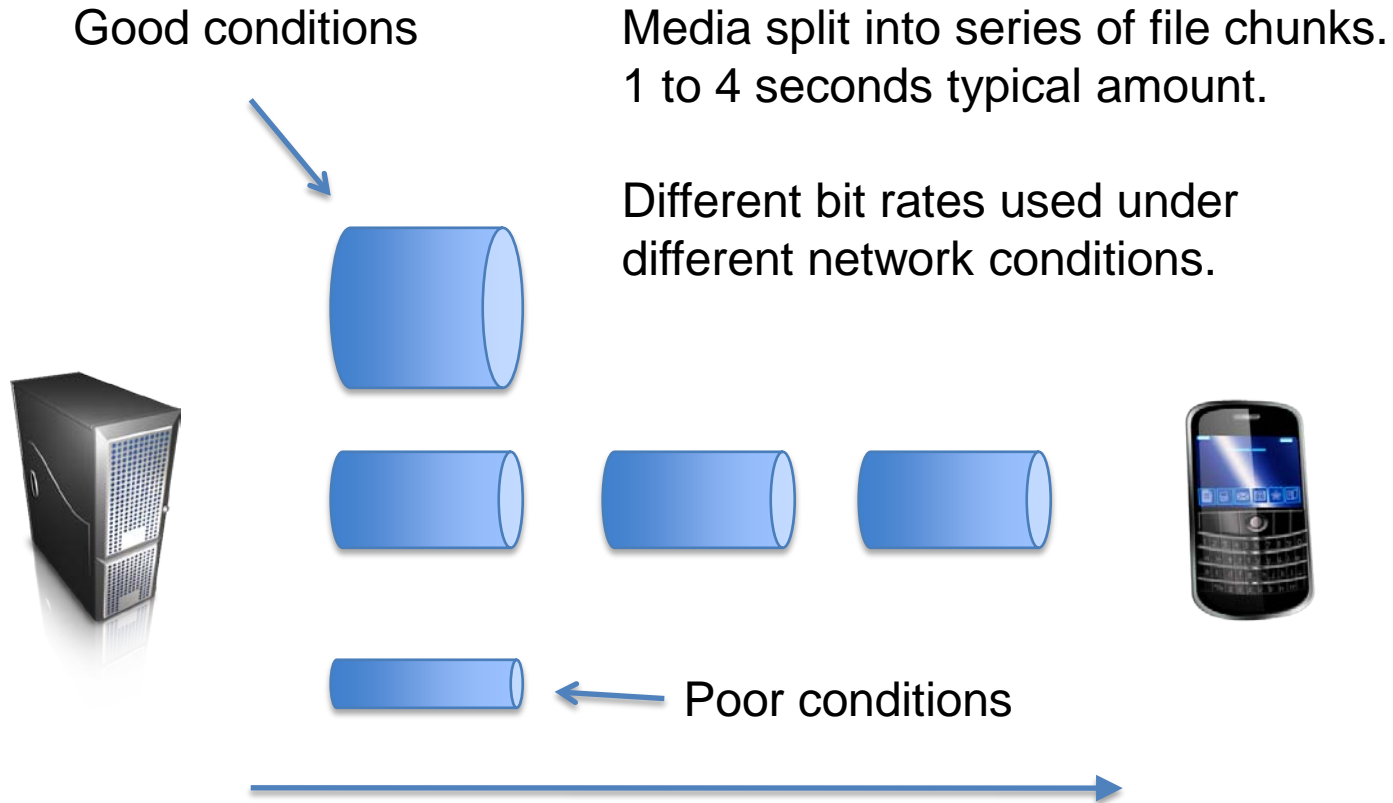 Good conditions
Media split into series of file chunks.
1 to 4 seconds typical amount.
Different bit rates used under
different network conditions.
Poor conditions